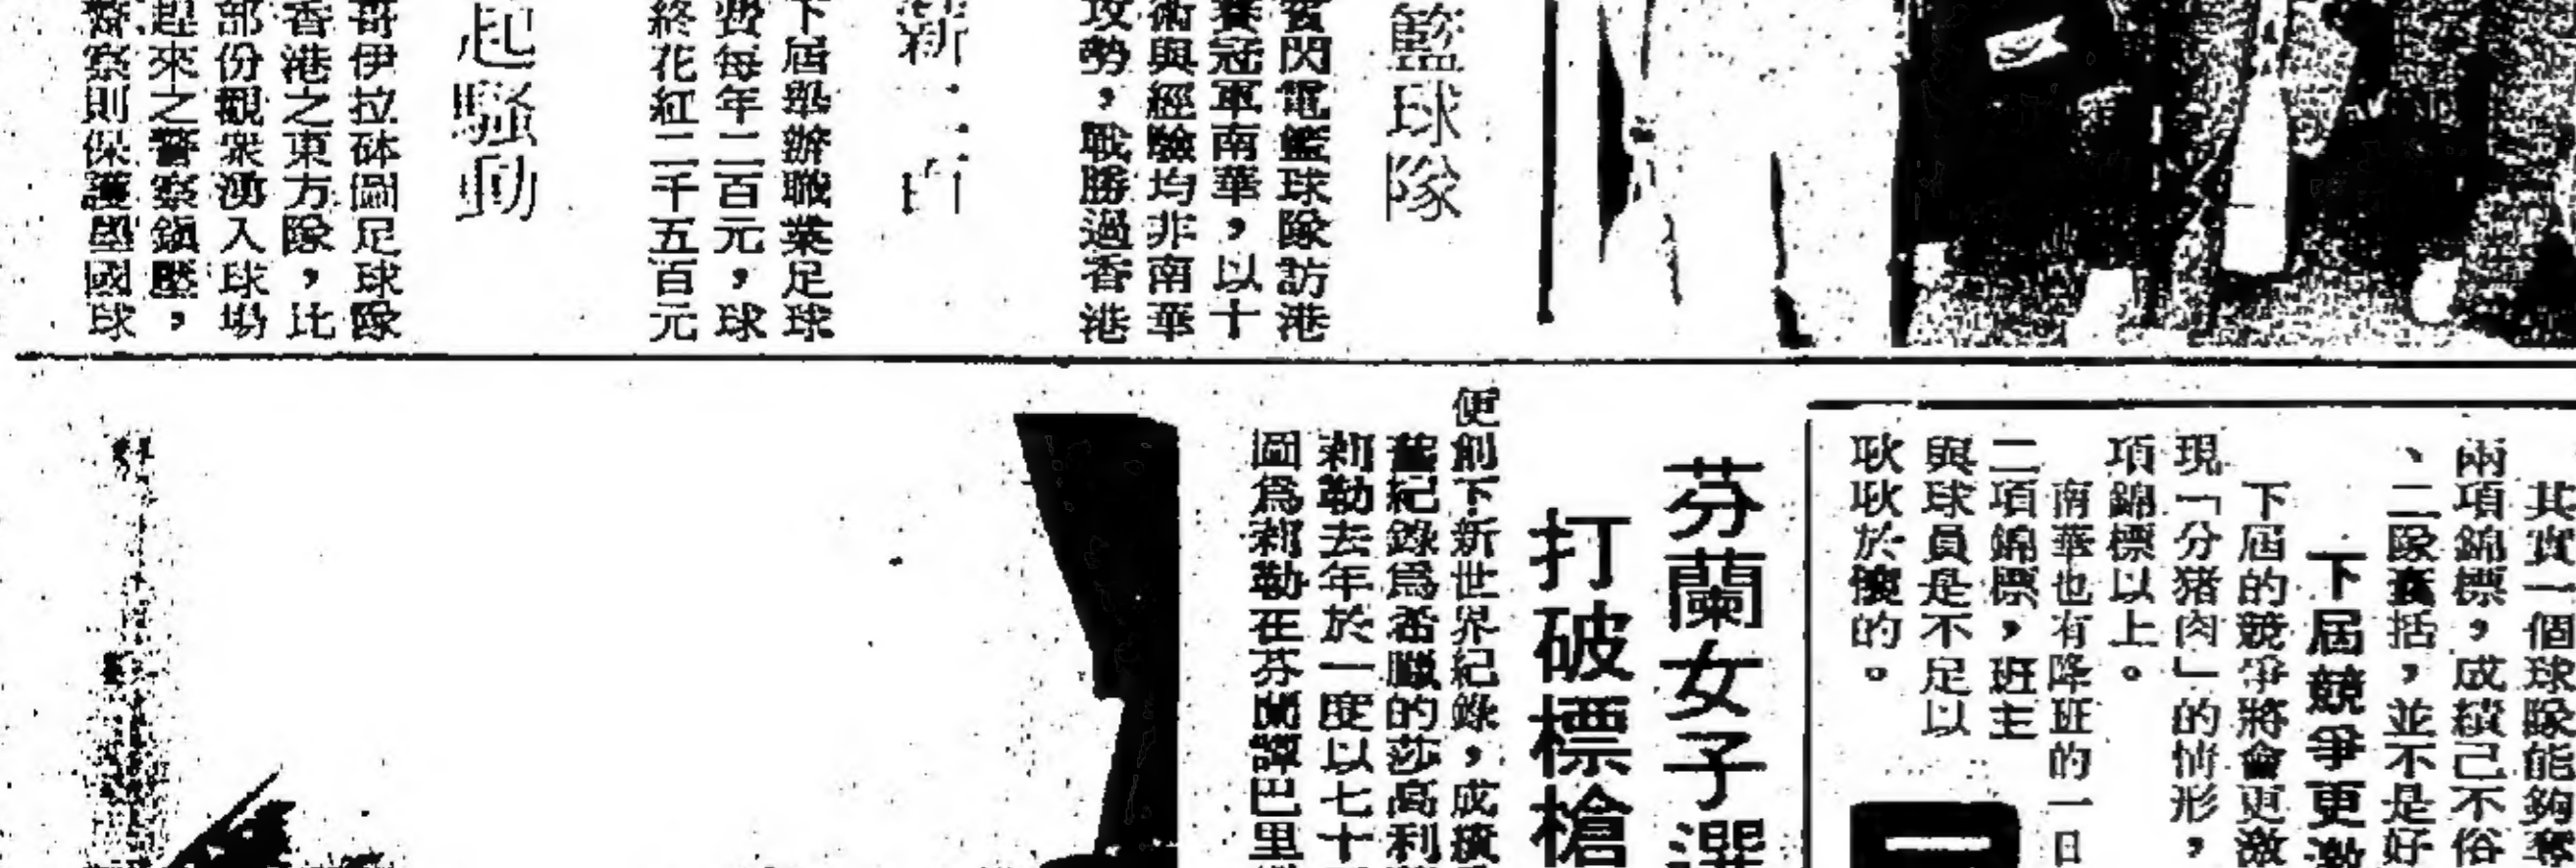 籃球隊
賓閃電籃球隊訪港
賽冠軍南華，以十
術與經驗均非南華
攻勢，戰勝過香港
下屆舉辦職業足球
費每年二百元，球
終花紅二千五百元
起騷動
哥伊拉砵圖足球隊
香港之東方隊，比
部份觀眾湧入球場
趕來之警察鎮壓，
警察則保護國球
其實一個球隊能夠奪
兩項錦標，成績己不俗
、二隊囊括，並不是好
下屆競爭更激
下屆的競爭將會更激
現「分猪肉」的情形，
項錦標以上。
南華也有降班的一日
二項錦標，班主
與球員是不足以
耿耿於懷的。
芬蘭女子選
打破標槍
便創下新世界紀錄，成績
舊紀錄爲希臘的莎高利
勒去年於一度以七十
圖爲勒在芬蘭譚巴里